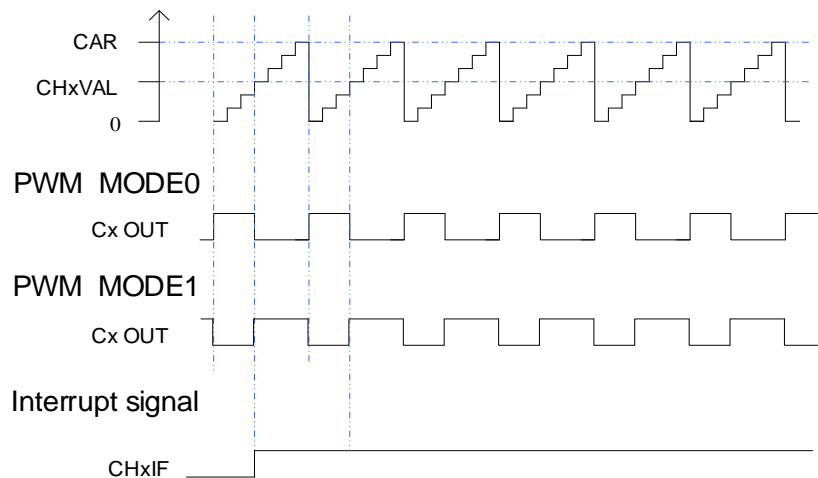 CAR
CHxVAL
0
PWM MODE0
Cx OUT
PWM MODE1
Cx OUT
Interrupt signal
CHxIF